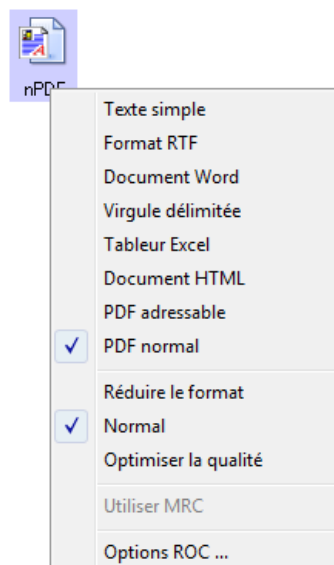 nPDF
Texte simple
Format RTF
Document Word
Virgule délimitée
Tableur Excel
Document HTML
PDF adressable
PDF normal
Réduire le format
Normal
Optimiser la qualité
Utiliser MRC
Options ROC ...